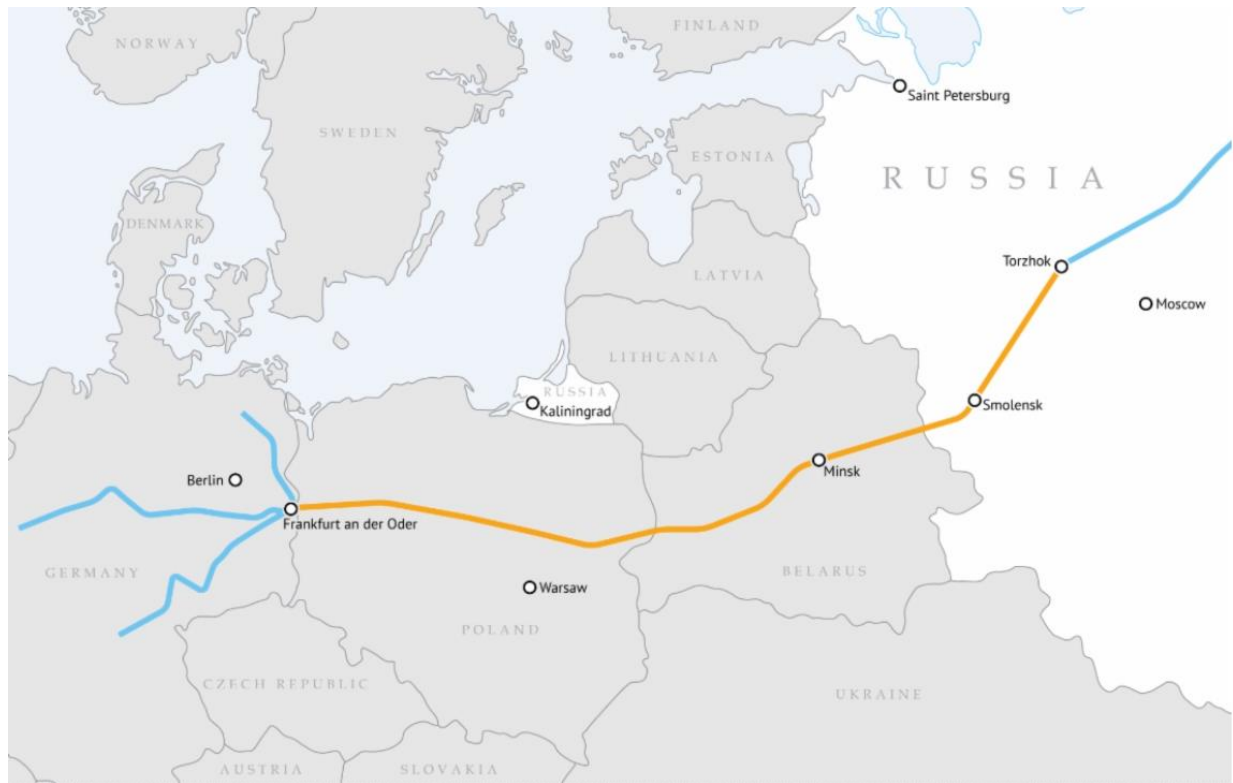 NORWAY
FINLAND
Saint Petersburg
SWEDEN
ESTONIA
RUSSIA
DENMARK
Torzhok
LATVIA
Moscow
LITHUANIA
RUSSIA
Kaliningrad
Smolensk
Minsk
Berlin
Frankfurt an der Oder
GERMANY
BELARUS
Warsaw
POLAND
CZECH REPUBLIC
UKRAINE
AUSTRIA
SLOVAKIA